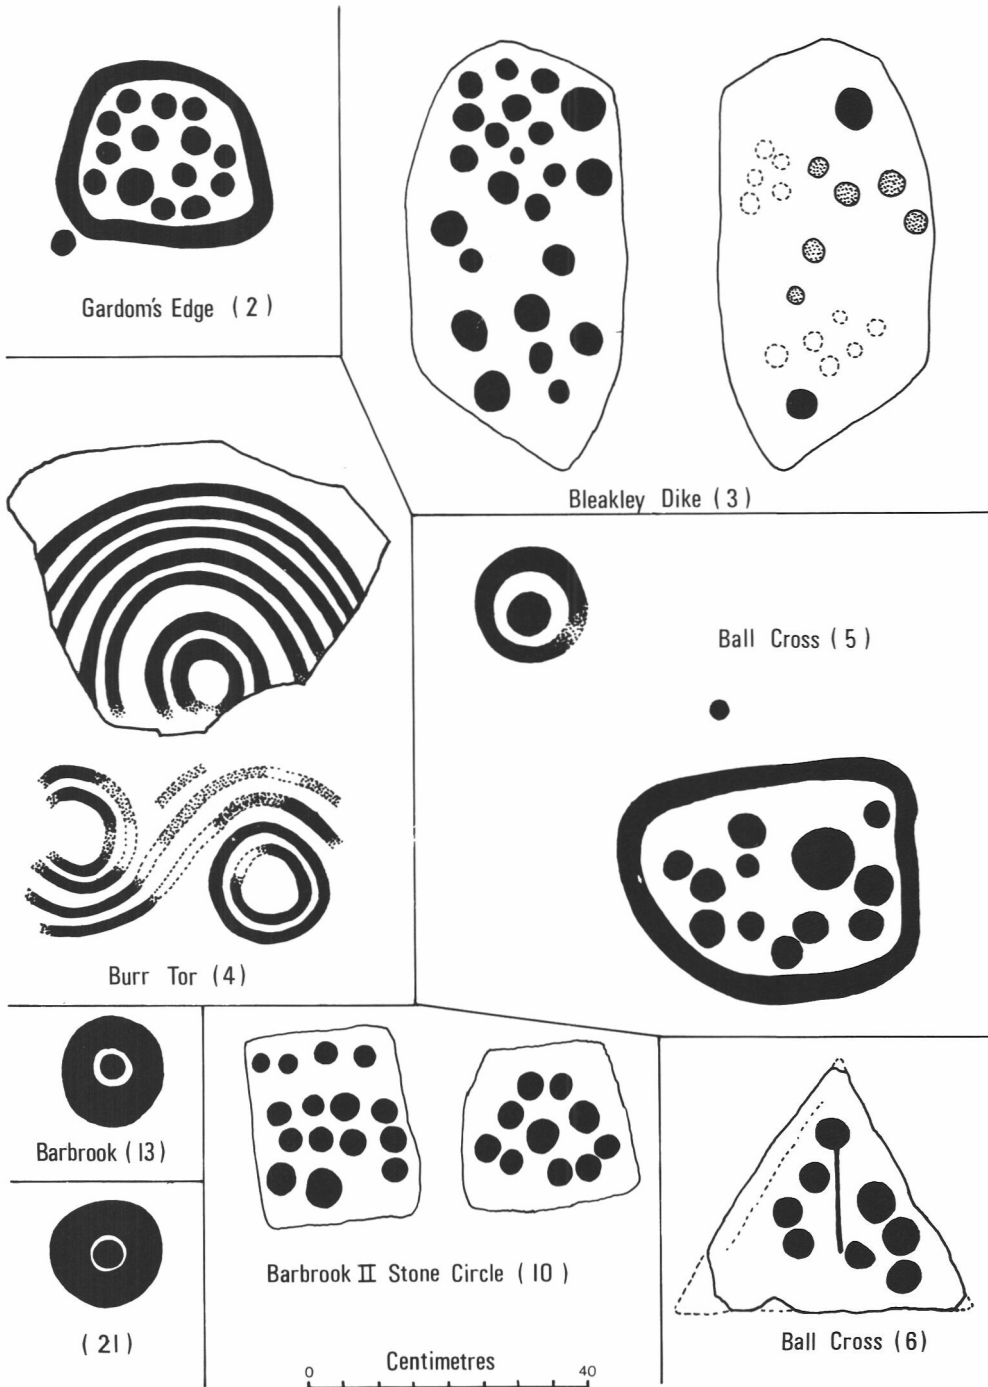 Gardom's Edge (2)
Bleakley Dike (3)
Ball Cross (5)
Burr Tor (4)
Barbrook (13)
Barbrook II Stone Circle (10)
(21)
Ball Cross (6)
Centimetres
0 40